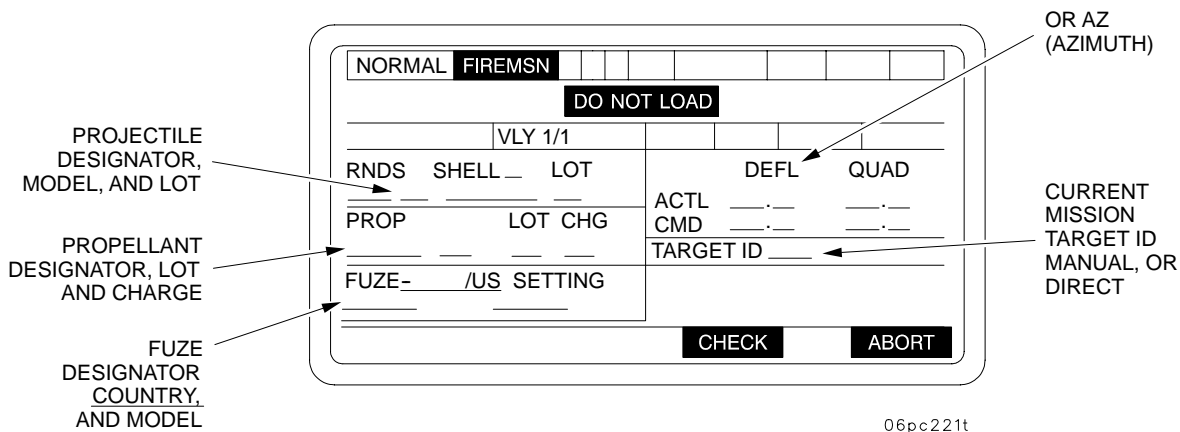 OR AZ
(AZIMUTH)
NORMAL FIREMSN
DO NOT LOAD
VLY 1/1
PROJECTILE
DESIGNATOR,
MODEL, AND LOT
RNDS SHELL LOT
DEFL QUAD
ACTL
CMD
PROP LOT CHG
TARGET ID
CURRENT
MISSION
TARGET ID
MANUAL, OR
DIRECT
PROPELLANT
DESIGNATOR, LOT
AND CHARGE
FUZE- /US SETTING
CHECK ABORT
FUZE
DESIGNATOR
COUNTRY,
AND MODEL
06pc221t